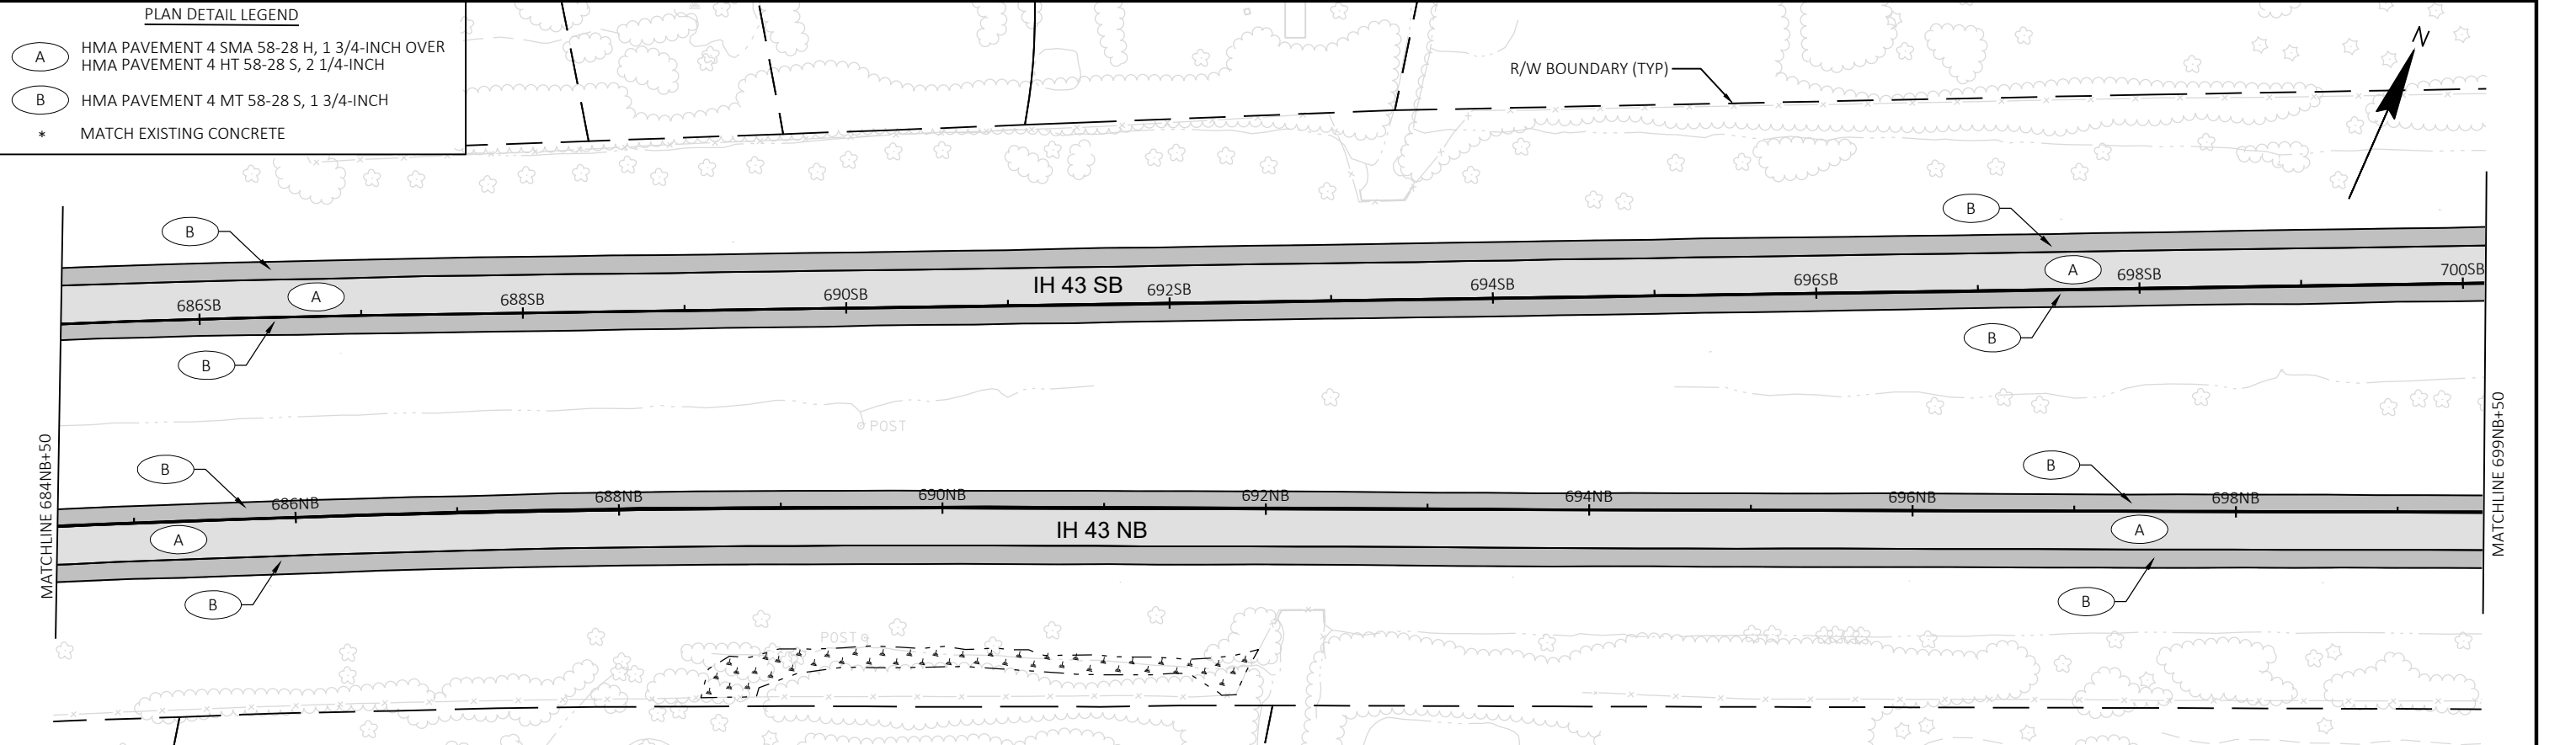 PLAN DETAIL LEGEND
A HMA PAVEMENT 4 SMA 58-28 H, 1 3/4-INCH OVER
HMA PAVEMENT 4 HT 58-28 S, 2 1/4-INCH
B HMA PAVEMENT 4 MT 58-28 S, 1 3/4-INCH
* MATCH EXISTING CONCRETE
R/W BOUNDARY (TYP)
N
B
B
A
A
686SB
688SB
690SB
IH 43 SB
692SB
694SB
696SB
698SB
700SB
B
B
POST
MATCHLINE 684NB+50
MATCHLINE 699NB+50
B
B
686NB
688NB
690NB
692NB
694NB
696NB
698NB
A
IH 43 NB
A
B
B
POST